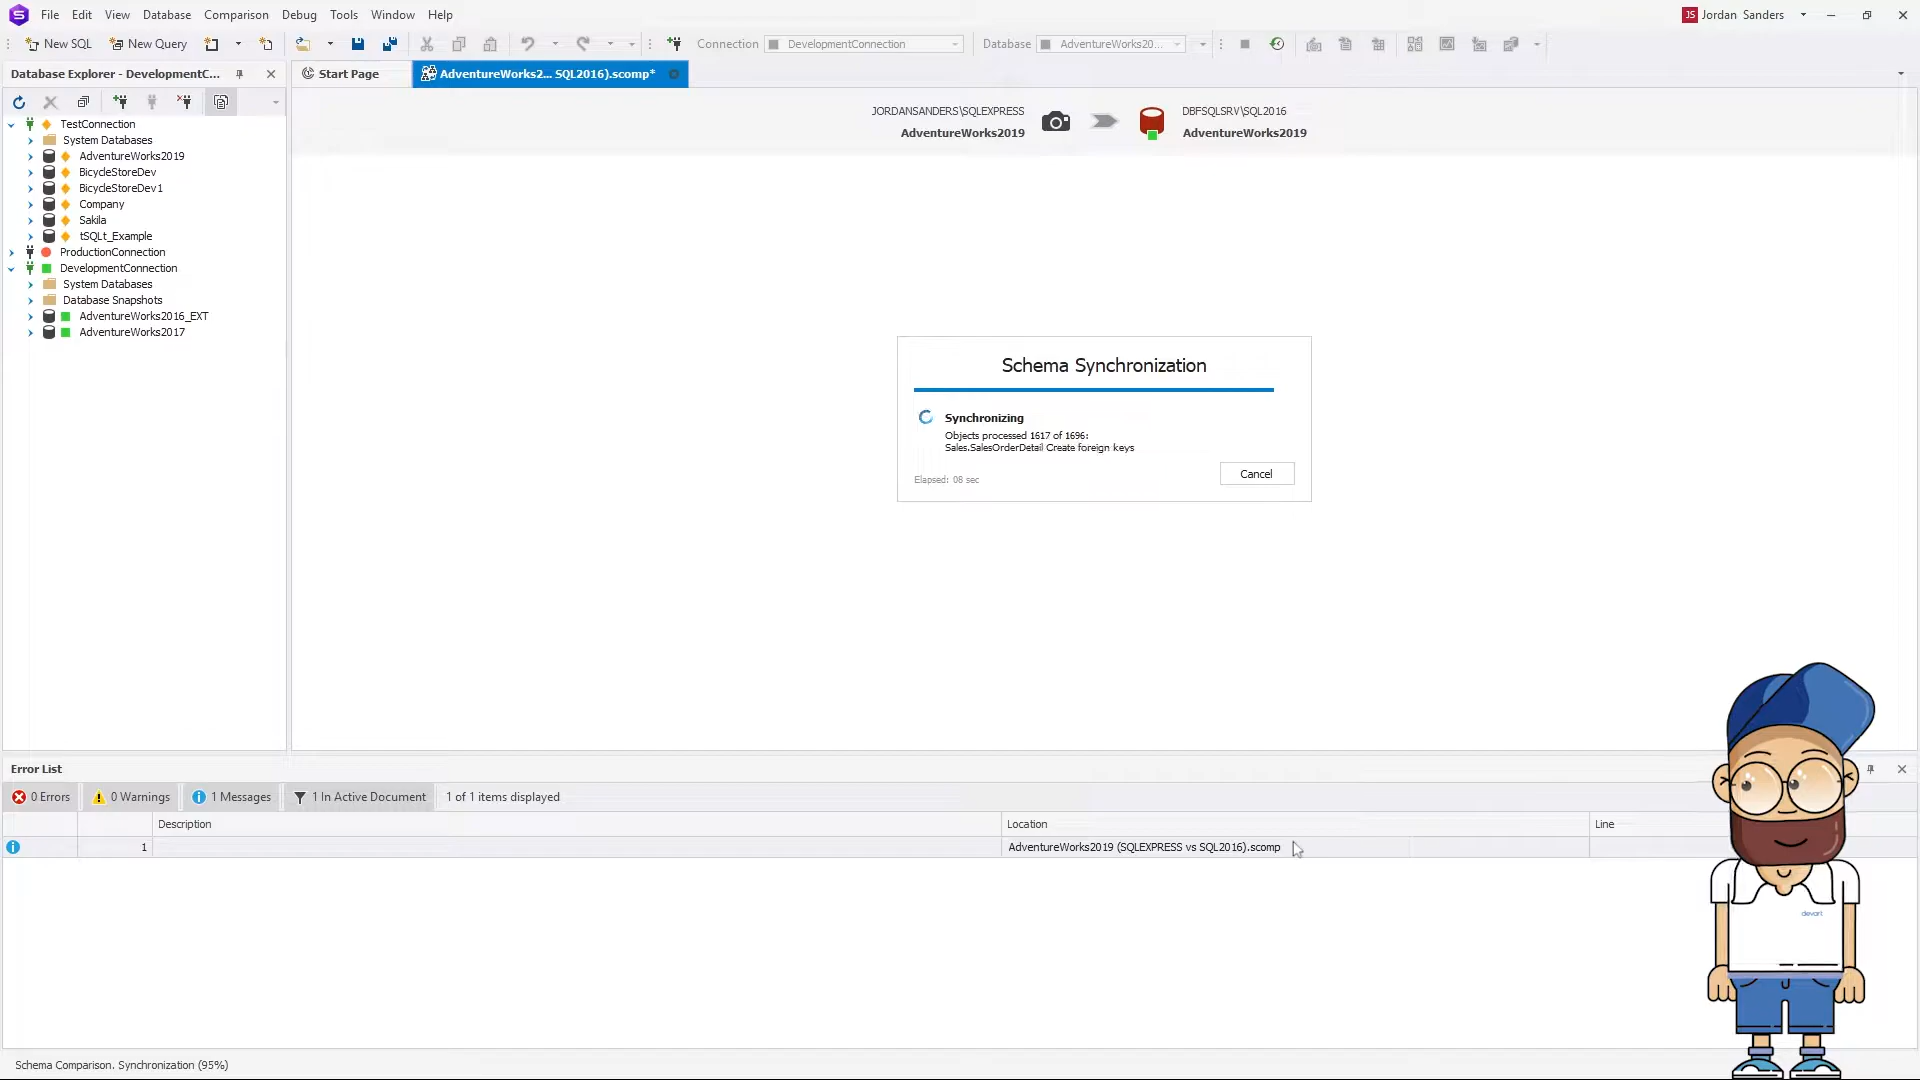 File Edit View Database Comparison Debug Tools Window Help
JS Jordan Sanders
New SQL New Query Connection DevelopmentConnection Database AdventureWorks20...
Database Explorer - DevelopmentC...
Start Page
AdventureWorks2... SQL2016).scomp*
TestConnection
System Databases
AdventureWorks2019
BicycleStoreDev
BicycleStoreDev1
Company
Sakila
tSQLt_Example
ProductionConnection
DevelopmentConnection
System Databases
Database Snapshots
AdventureWorks2016_EXT
AdventureWorks2017
JORDANSANDERS\SQLEXPRESS
AdventureWorks2019
DBFSQLSRV\SQL2016
AdventureWorks2019
Schema Synchronization
Synchronizing
Objects processed 1617 of 1696:
Sales.SalesOrderDetail Create foreign keys
Elapsed: 08 sec
Cancel
Error List
0 Errors 0 Warnings 1 Messages 1 In Active Document 1 of 1 items displayed
Description Location Line
1 AdventureWorks2019 (SQLEXPRESS vs SQL2016).scomp
devart
Schema Comparison. Synchronization (95%)